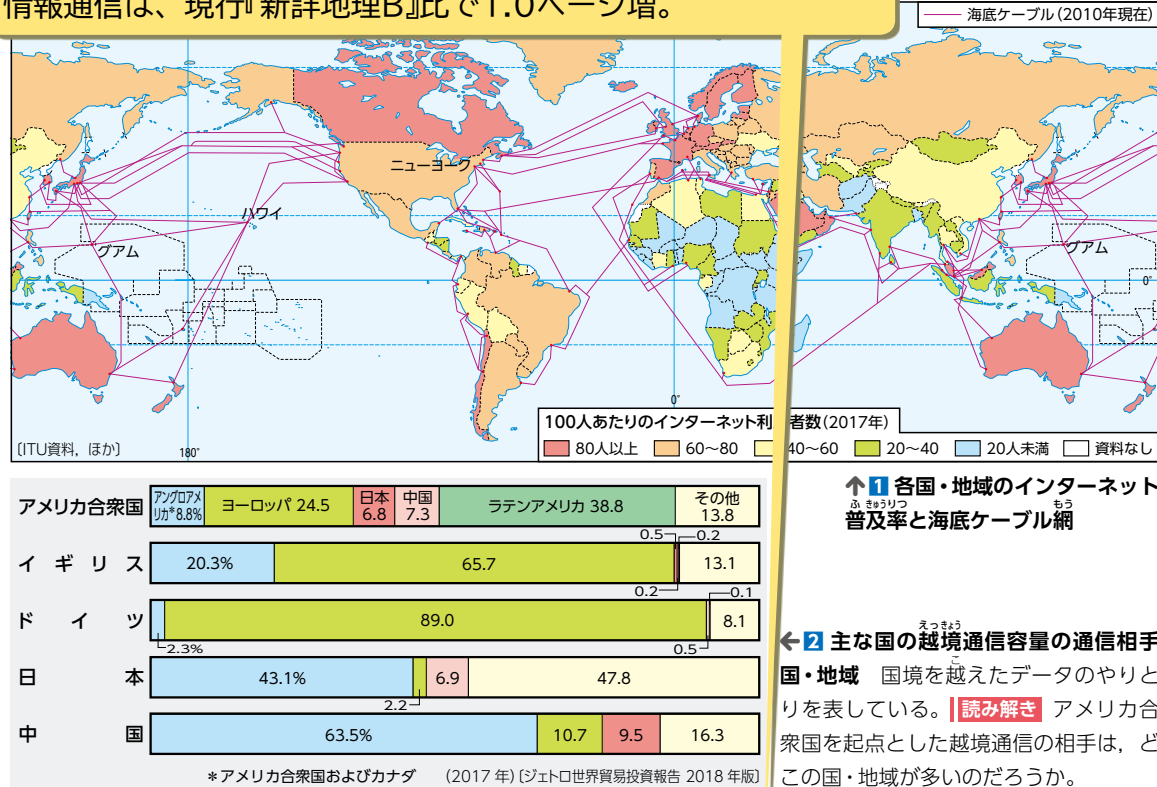 情報通信は、現行『新詳地理B』比で1.0ページ増。
海底ケーブル(2010年現在)
ニューヨーク
ハワイ
グアム
グアム
0°
0°
100人あたりのインターネット利 者数(2017年)
80人以上 60～80 40～60 20～40 20人未満 資料なし
〔ITU資料，ほか〕
180°
アメリカ合衆国 アングロアメリカ*8.8% ヨーロッパ 24.5 日本 6.8 中国 7.3 ラテンアメリカ 38.8 その他 13.8
イギリス 20.3% 65.7 0.2 0.5 0.2 13.1
ドイツ 2.3% 89.0 0.5 0.1 8.1
日本 43.1% 2.2 6.9 47.8
中国 63.5% 10.7 9.5 16.3
＊アメリカ合衆国およびカナダ (2017年)〔ジェトロ世界貿易投資報告 2018年版〕
↑1 各国・地域のインターネット
ふきゅうりつ もう
普及率と海底ケーブル網
えっきょう
←2 主な国の越境通信容量の通信相手
こ
国・地域 国境を越えたデータのやりと
りを表している。 読み解き アメリカ合
衆国を起点とした越境通信の相手は，ど
この国・地域が多いのだろうか。